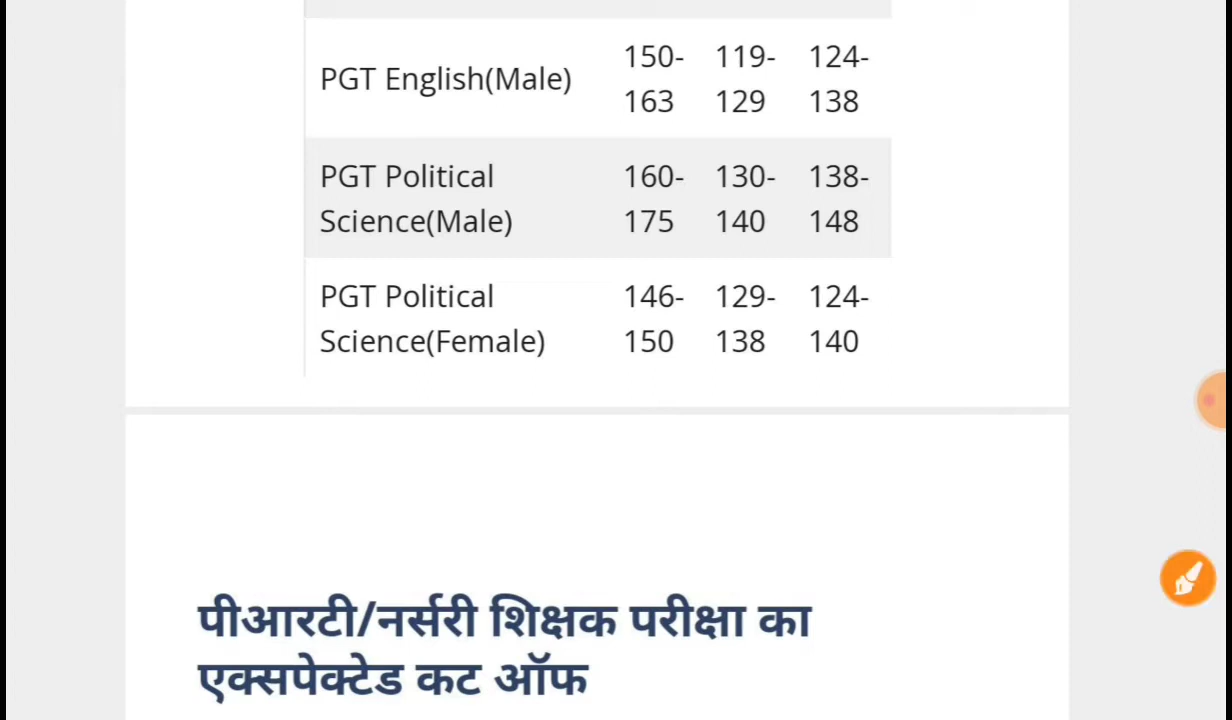 PGT English(Male) 150-163 119-129 124-138
PGT Political Science(Male) 160-175 130-140 138-148
PGT Political Science(Female) 146-150 129-138 124-140
पीआरटी/नर्सरी शिक्षक परीक्षा का
एक्सपेक्टेड कट ऑफ